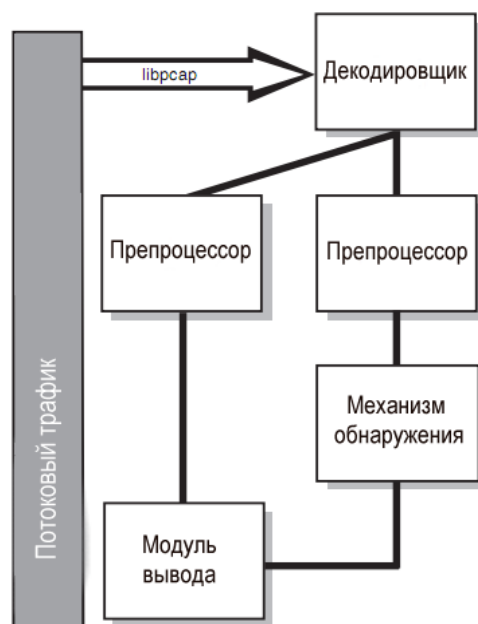 libpcap
Декодировщик
Препроцессор
Препроцессор
Механизм
обнаружения
Модуль
вывода
Потоковый трафик